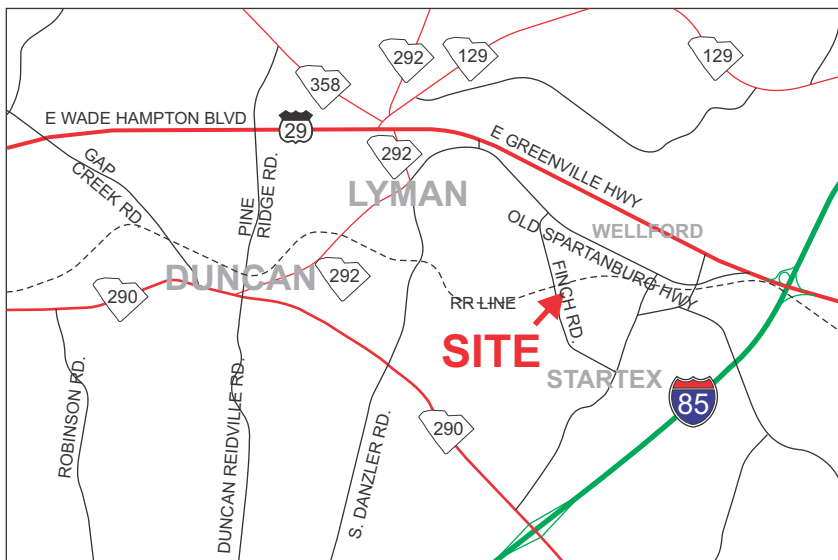 292
129
129
358
E WADE HAMPTON BLVD
29
292
E GREENVILLE HWY
GAP
CREEK RD.
PINE
RIDGE RD.
LYMAN
OLD SPARTANBURG HWY
WELLFORD
DUNCAN
292
290
RR LINE
FINCH RD.
SITE
STARTEX
85
ROBINSON RD.
DUNCAN REIDVILLE RD.
S. DANZLER RD.
290